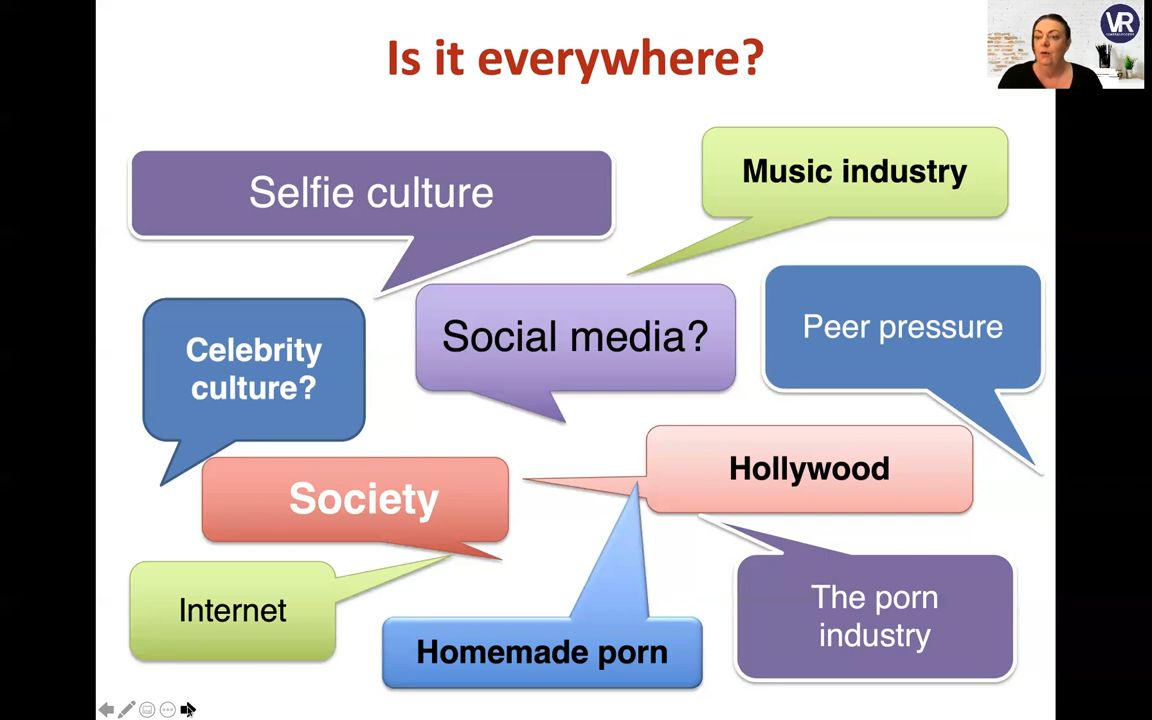 Is it everywhere?
VR
Selfie culture
Music industry
Celebrity
culture?
Social media?
Peer pressure
Society
Hollywood
Internet
Homemade porn
The porn
industry